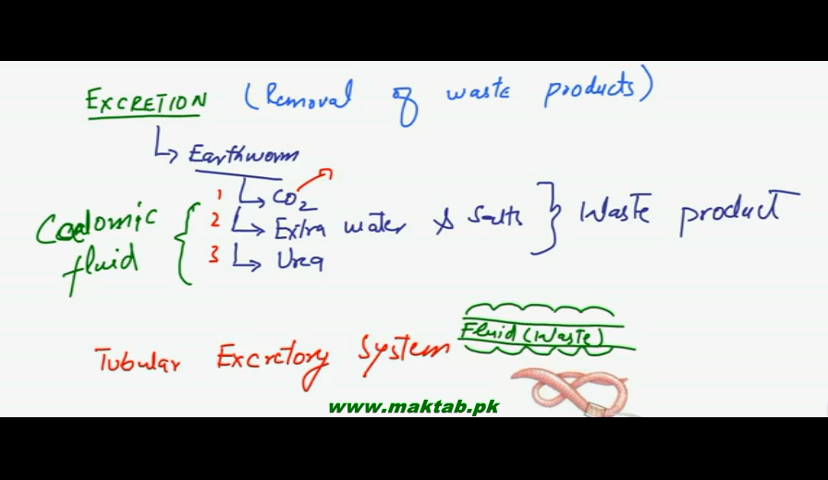 EXCRETION (Removal of waste products)
Earthworm
1 CO2
2 Extra water & Salts
3 Urea
Waste product
Coelomic
fluid
Fluid (Waste)
Tubular Excretory System
www.maktab.pk